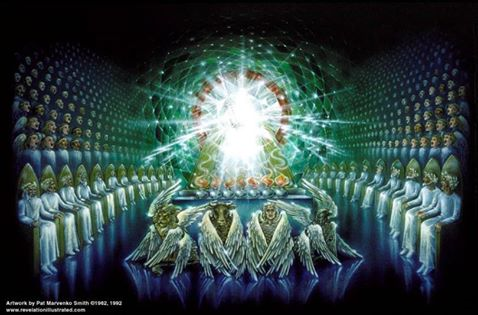 Artwork by Pat Marvenko Smith ©1982, 1992
www.revelationillustrated.com